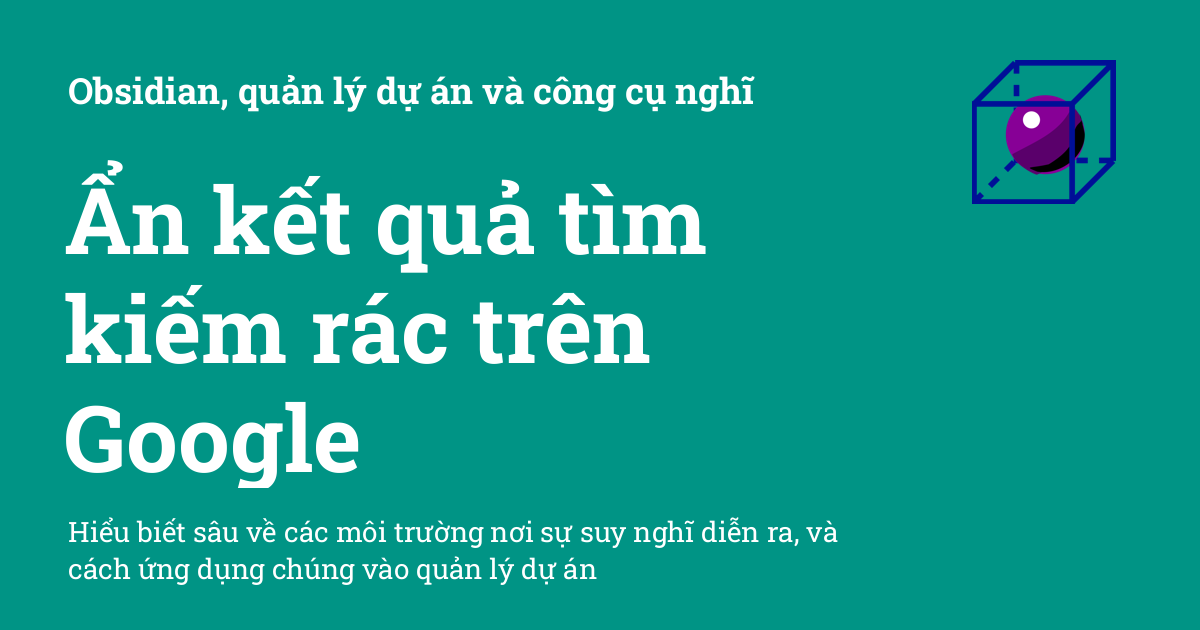 Obsidian, quản lý dự án và công cụ nghĩ
Ẩn kết quả tìm
kiếm rác trên
Google
Hiểu biết sâu về các môi trường nơi sự suy nghĩ diễn ra, và
cách ứng dụng chúng vào quản lý dự án